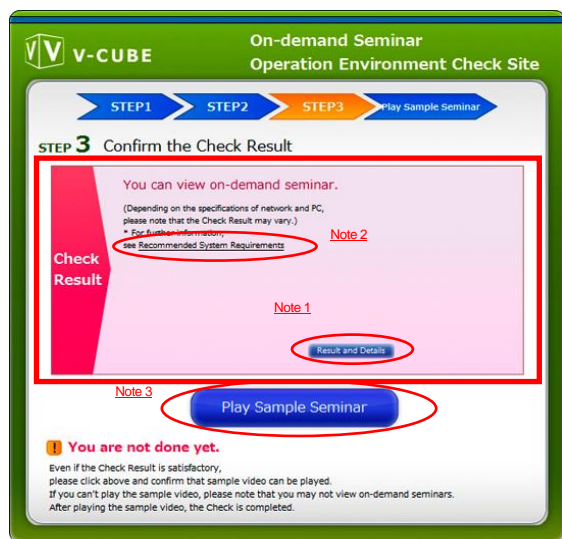 V-CUBE
On-demand Seminar
Operation Environment Check Site
STEP1
STEP2
STEP3
Play Sample Seminar
STEP 3 Confirm the Check Result
Check
Result
You can view on-demand seminar.
(Depending on the specifications of network and PC,
please note that the Check Result may vary.)
* For further information,
see Recommended System Requirements
Note 2
Note 1
Result and Details
Note 3
Play Sample Seminar
! You are not done yet.
Even if the Check Result is satisfactory,
please click above and confirm that sample video can be played.
If you can't play the sample video, please note that you may not view on-demand seminars.
After playing the sample video, the Check is completed.